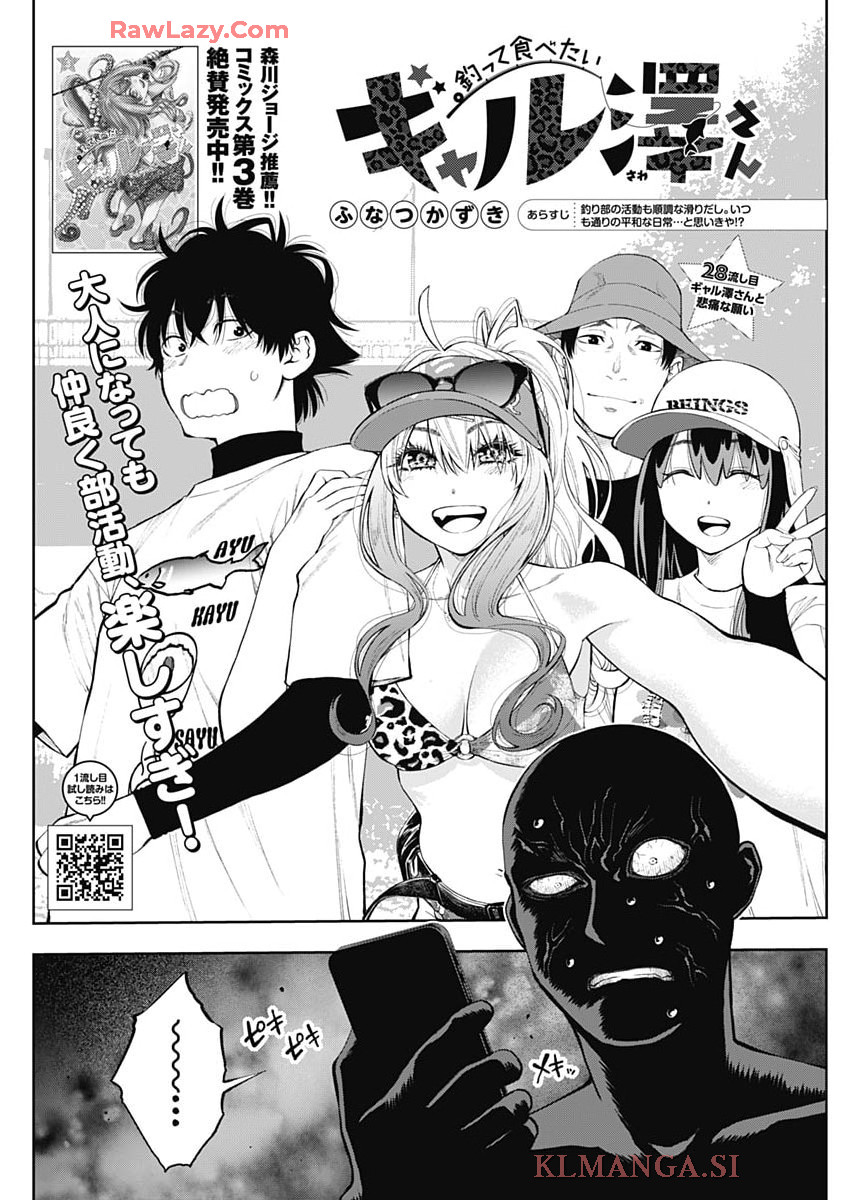 RawLazy.Com
森川ジョージ推薦!!
コミックス第3巻
絶賛発売中!!
釣って食べたい
ギャル澤さん
さわ
ふなつかずき
あらすじ
釣り部の活動も順調な滑りだし。いつ
も通りの平和な日常…と思いきや!?
28流し目
ギャル澤さんと
悲痛な願い
大人になっても
仲良く部活動、楽しすぎ!
BEINGS
AYU
KAYU
SAYU
1流し目
試し読みは
こちら!!
〜〜…
ピキ
ピキ
メキッ
KLMANGA.SI